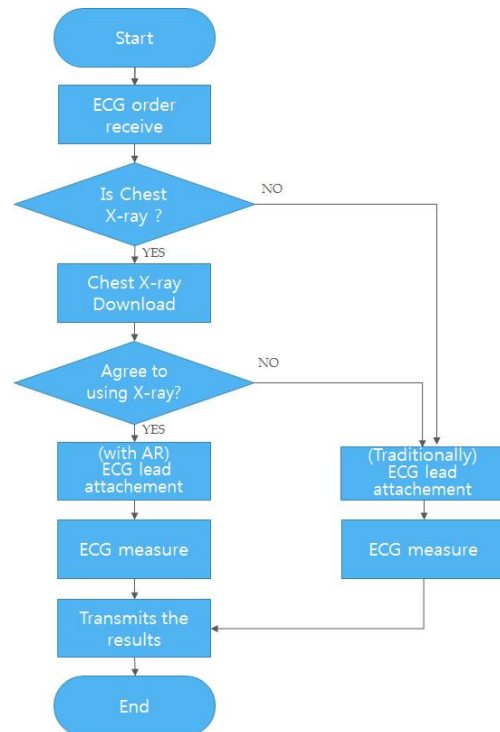 Start
ECG order
receive
Is Chest
X-ray ?
NO
YES
Chest X-ray
Download
Agree to
using X-ray?
NO
YES
(with AR)
ECG lead
attachement
(Traditionally)
ECG lead
attachement
ECG measure
ECG measure
Transmits the
results
End